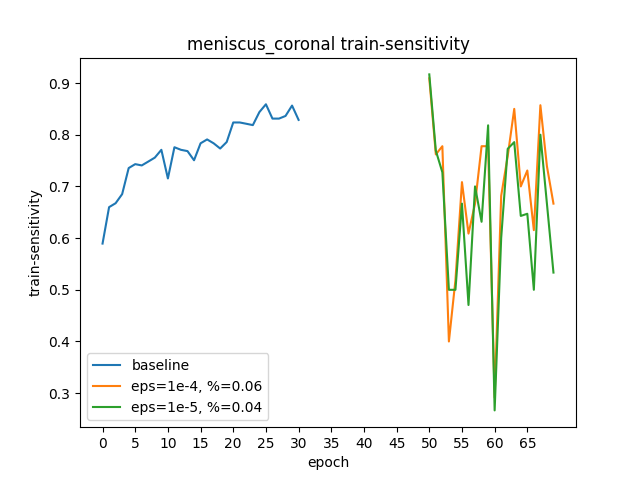 meniscus_coronal train-sensitivity
train-sensitivity
0.9
0.8
0.7
0.6
0.5
0.4
0.3
baseline
eps=1e-4, %=0.06
eps=1e-5, %=0.04
0 5 10 15 20 25 30 35 40 45 50 55 60 65
epoch